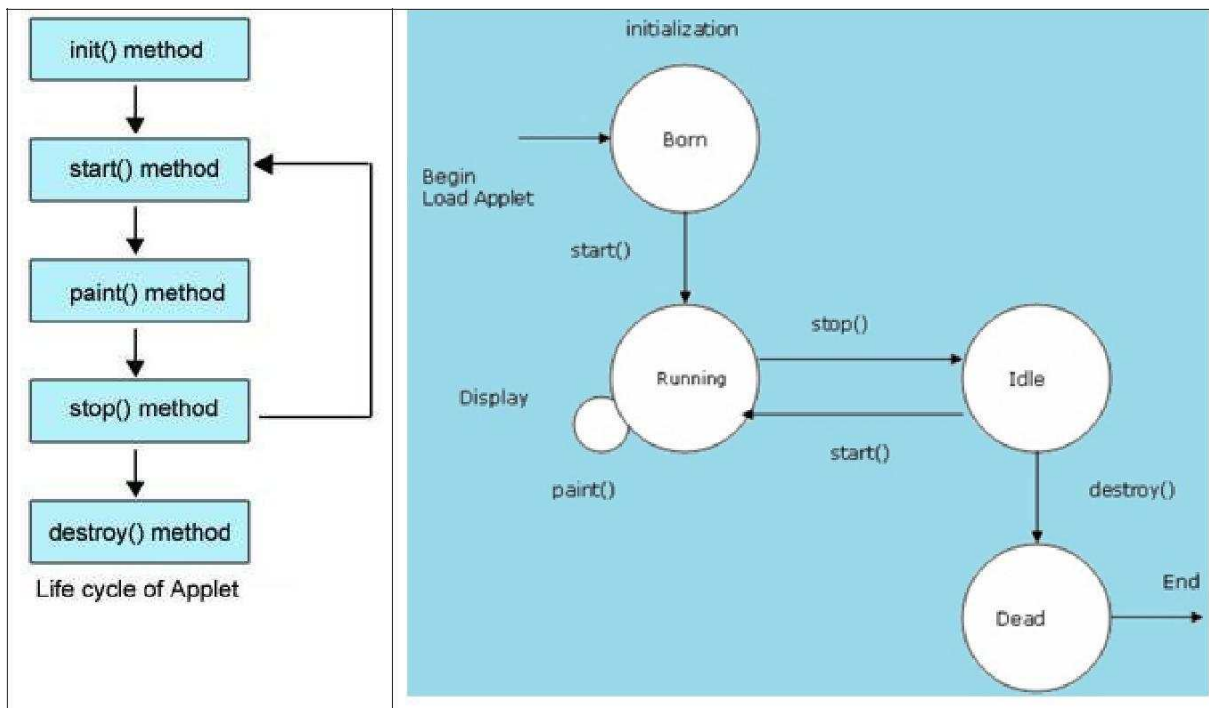 init() method
start() method
paint() method
stop() method
destroy() method
Life cycle of Applet
initialization
Born
Begin
Load Applet
start()
stop()
Running
Idle
Display
start()
paint()
destroy()
End
Dead